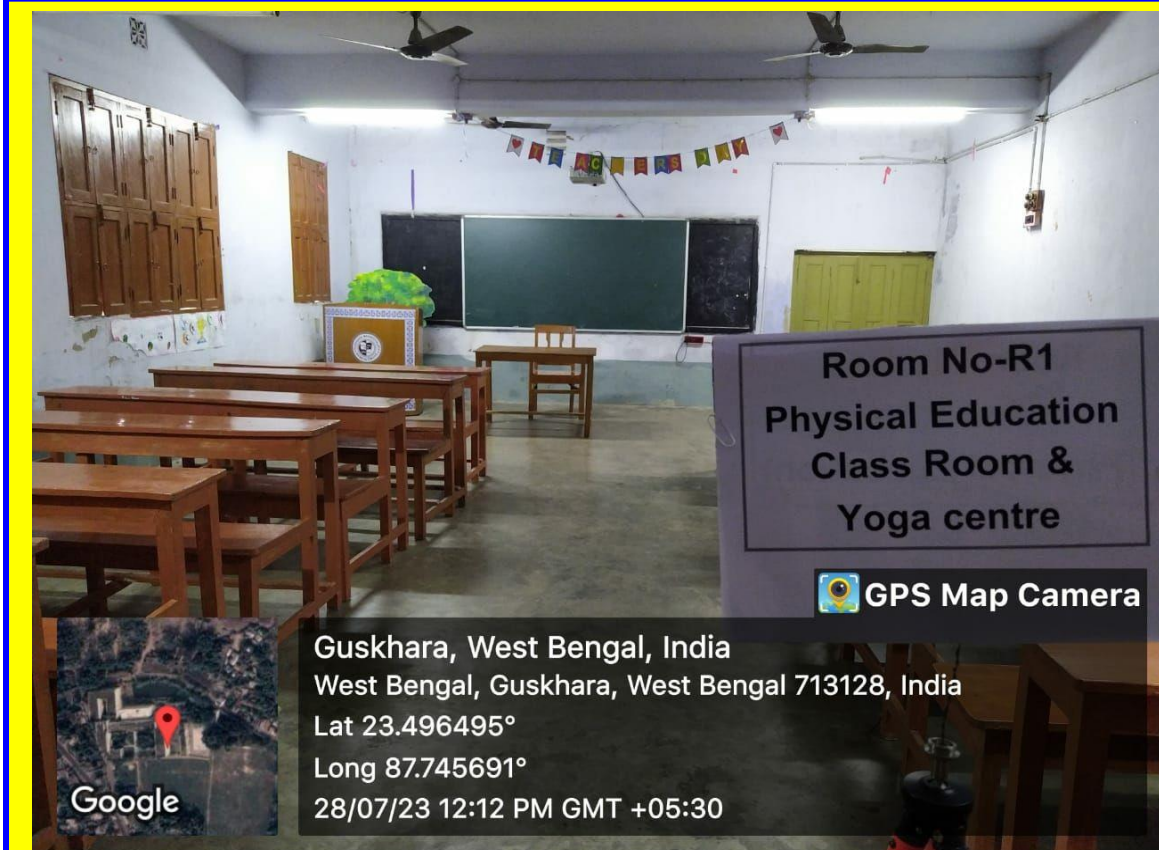 TEACHERS DAY
Room No-R1
Physical Education
Class Room &
Yoga centre
GPS Map Camera
Guskhara, West Bengal, India
West Bengal, Guskhara, West Bengal 713128, India
Lat 23.496495°
Long 87.745691°
28/07/23 12:12 PM GMT +05:30
Google